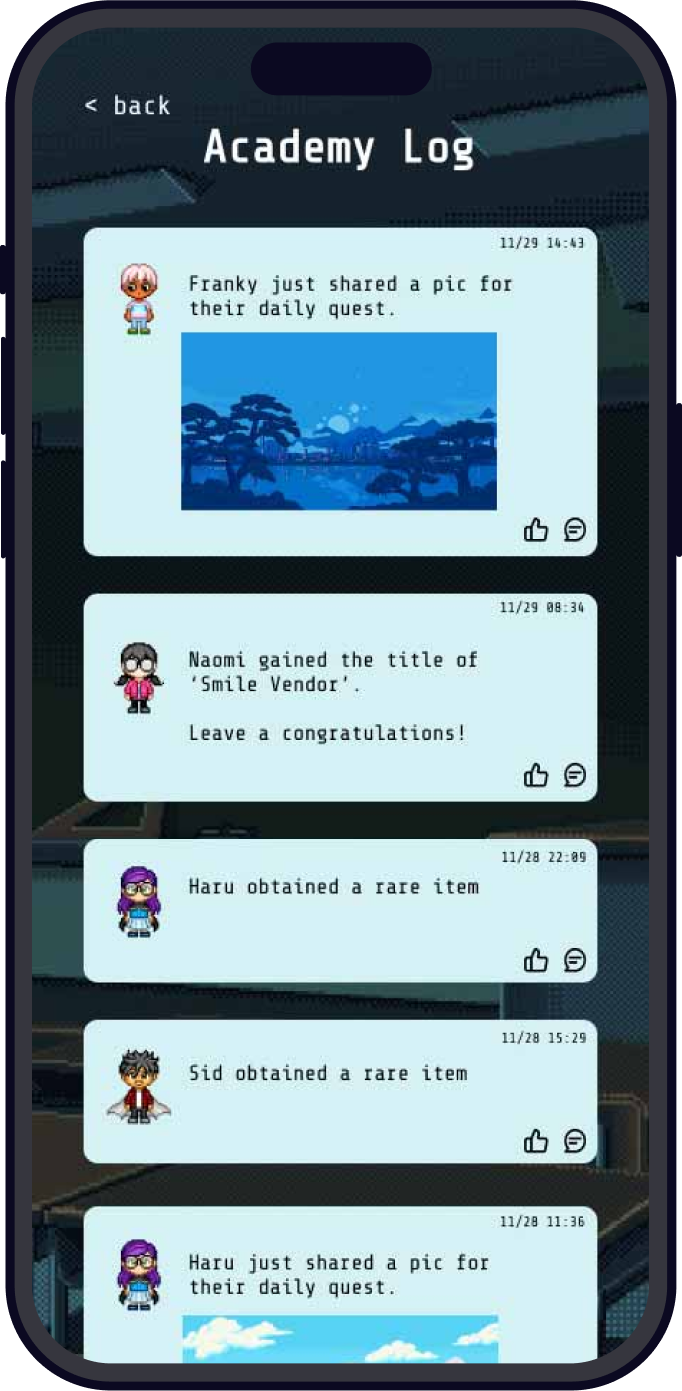 < back
Academy Log
11/29 14:43
Franky just shared a pic for
their daily quest.
11/29 08:34
Naomi gained the title of
‘Smile Vendor’.
Leave a congratulations!
11/28 22:09
Haru obtained a rare item
11/28 15:29
Sid obtained a rare item
11/28 11:36
Haru just shared a pic for
their daily quest.